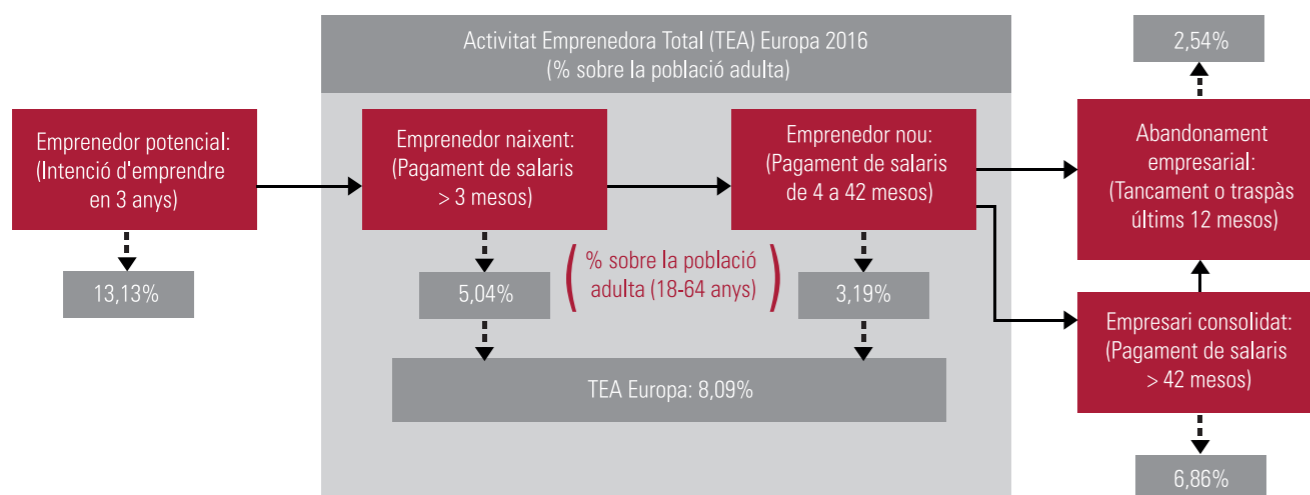 Activitat Emprenedora Total (TEA) Europa 2016
(% sobre la població adulta)
2,54%
Emprenedor potencial:
(Intenció d'emprendre
en 3 anys)
Emprenedor naixent:
(Pagament de salaris
> 3 mesos)
Emprenedor nou:
(Pagament de salaris
de 4 a 42 mesos)
Abandonament
empresarial:
(Tancament o traspàs
últims 12 mesos)
13,13%
5,04%
(% sobre la població
adulta (18-64 anys))
3,19%
Empresari consolidat:
(Pagament de salaris
> 42 mesos)
TEA Europa: 8,09%
6,86%